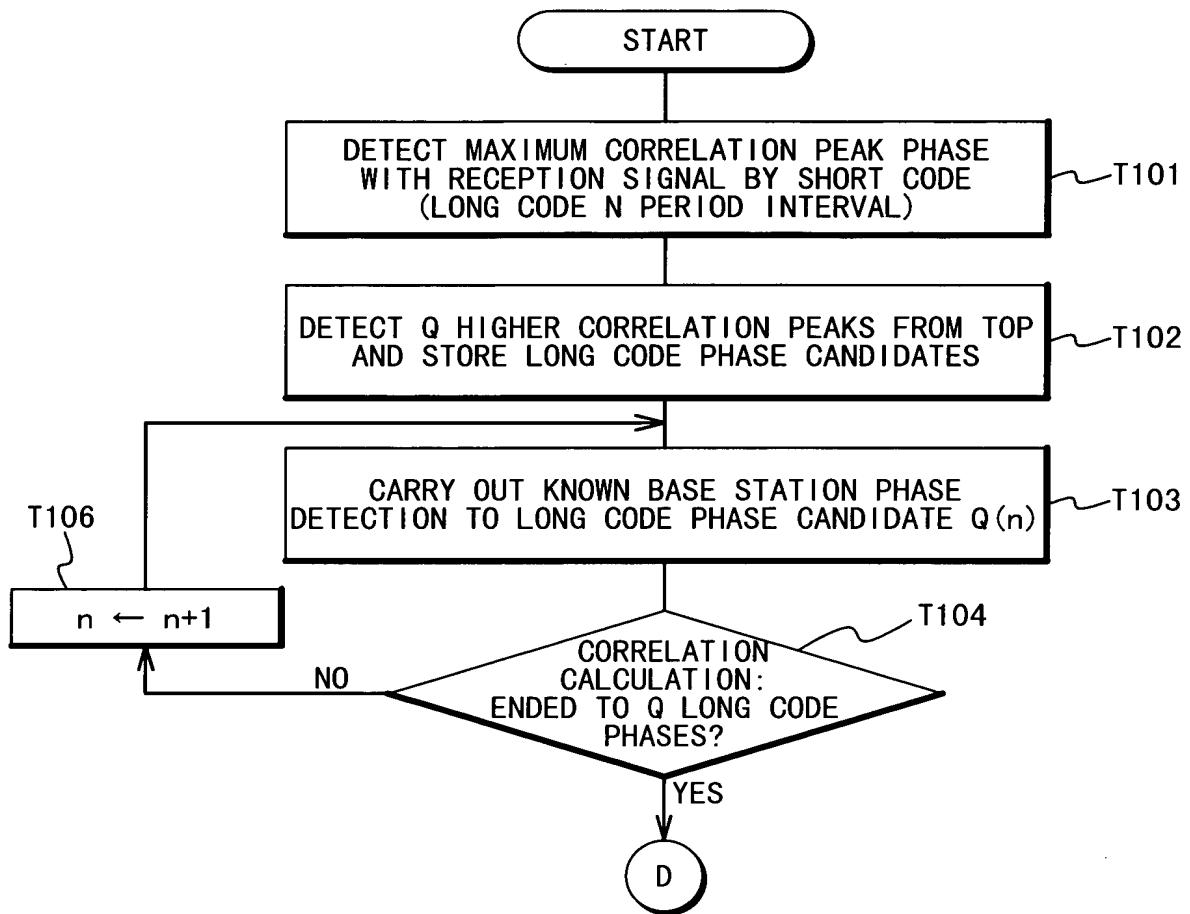 START
DETECT MAXIMUM CORRELATION PEAK PHASE
WITH RECEPTION SIGNAL BY SHORT CODE
(LONG CODE N PERIOD INTERVAL)
T101
DETECT Q HIGHER CORRELATION PEAKS FROM TOP
AND STORE LONG CODE PHASE CANDIDATES
T102
CARRY OUT KNOWN BASE STATION PHASE
DETECTION TO LONG CODE PHASE CANDIDATE Q(n)
T103
T106
n ← n+1
T104
CORRELATION
CALCULATION:
ENDED TO Q LONG CODE
PHASES?
NO
YES
D